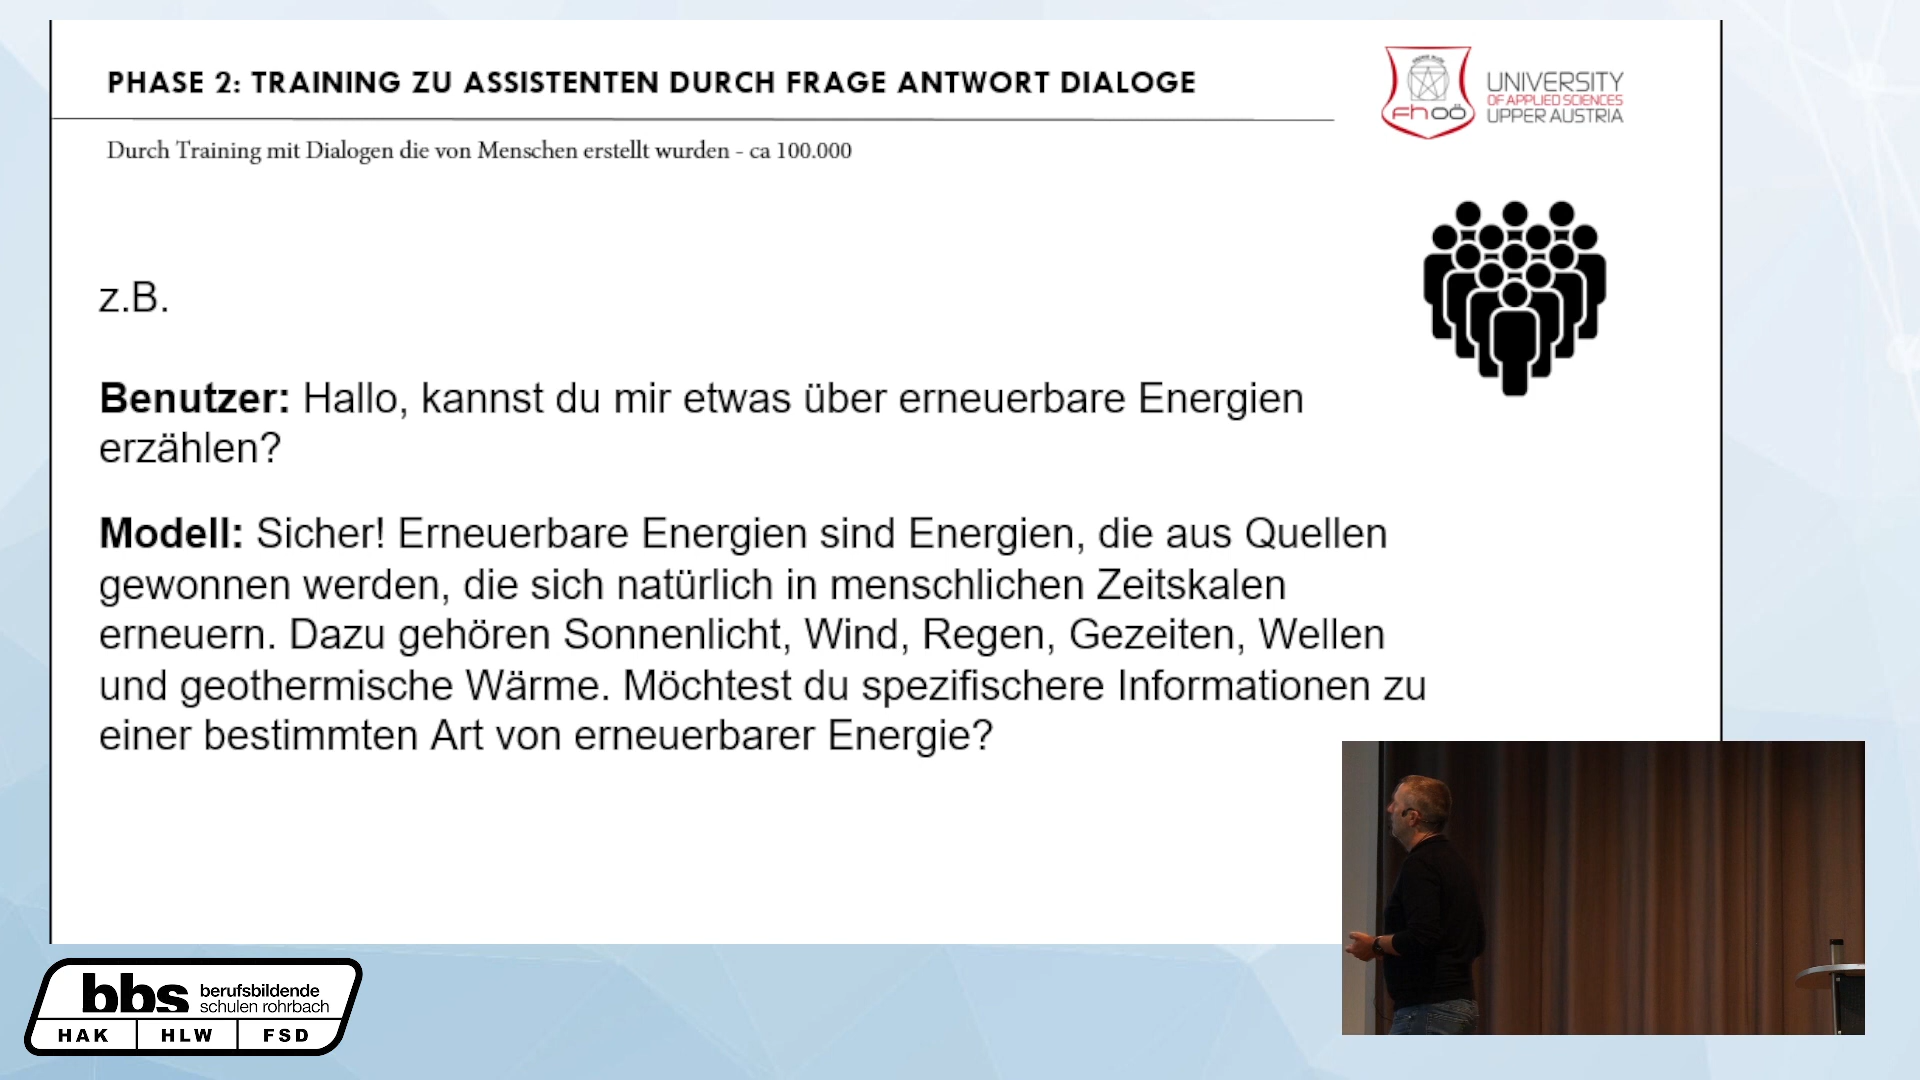 PHASE 2: TRAINING ZU ASSISTENTEN DURCH FRAGE ANTWORT DIALOGE
Durch Training mit Dialogen die von Menschen erstellt wurden - ca 100.000
fh oö
UNIVERSITY
OF APPLIED SCIENCES
UPPER AUSTRIA
z.B.
Benutzer: Hallo, kannst du mir etwas über erneuerbare Energien
erzählen?
Modell: Sicher! Erneuerbare Energien sind Energien, die aus Quellen
gewonnen werden, die sich natürlich in menschlichen Zeitskalen
erneuern. Dazu gehören Sonnenlicht, Wind, Regen, Gezeiten, Wellen
und geothermische Wärme. Möchtest du spezifischere Informationen zu
einer bestimmten Art von erneuerbarer Energie?
bbs berufsbildende
schulen rohrbach
HAK HLW FSD